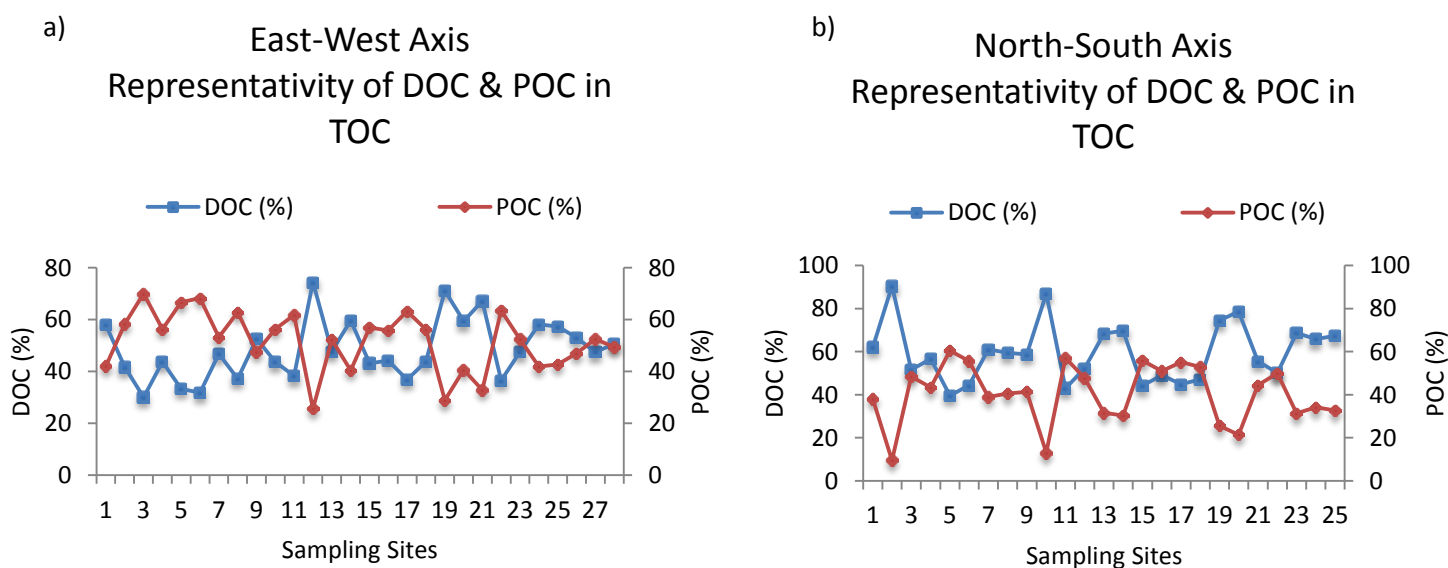 a)
East-West Axis
Representativity of DOC & POC in
TOC
DOC (%) POC (%)
80 80
60 60
40 40
20 20
0 0
DOC (%)
POC (%)
1 3 5 7 9 11 13 15 17 19 21 23 25 27
Sampling Sites
b)
North-South Axis
Representativity of DOC & POC in
TOC
DOC (%) POC (%)
100 100
80 80
60 60
40 40
20 20
0 0
DOC (%)
POC (%)
1 3 5 7 9 11 13 15 17 19 21 23 25
Sampling Sites